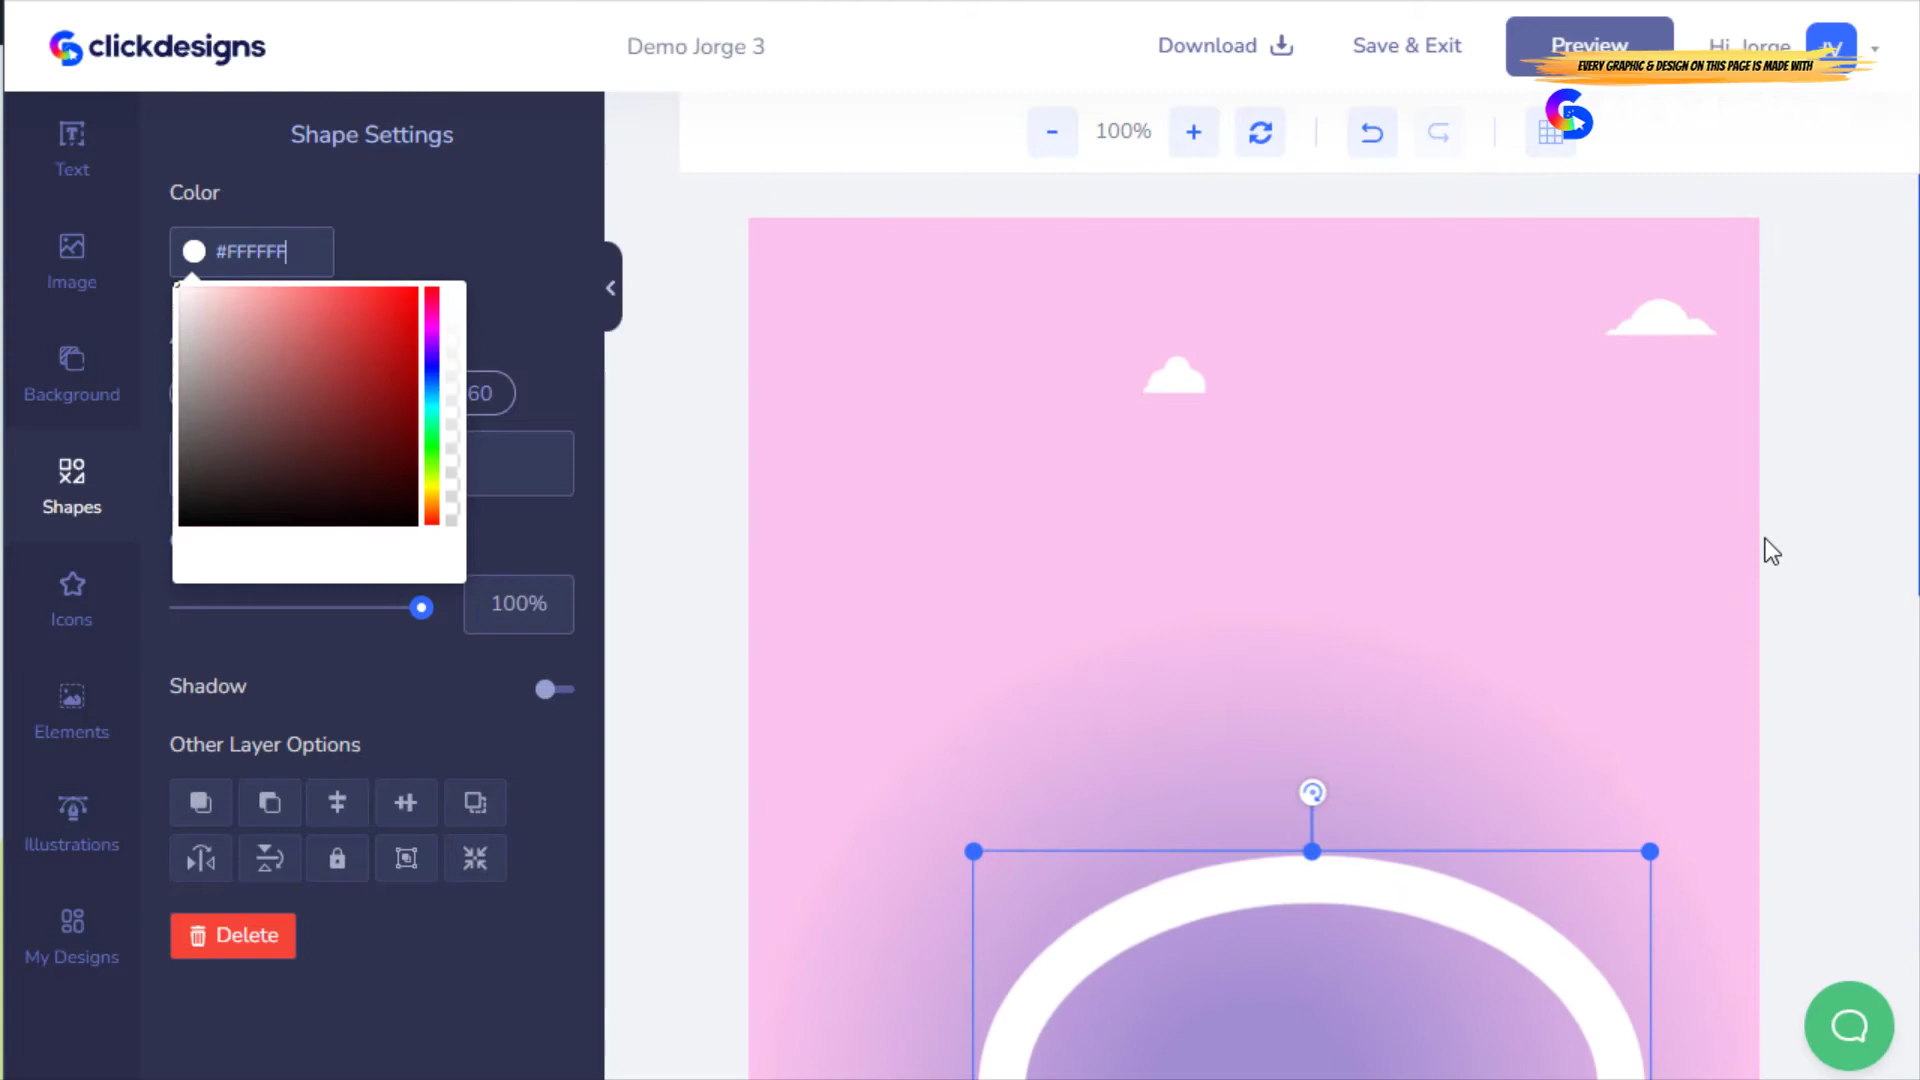 clickdesigns
Demo Jorge 3
Download
Save & Exit
Preview
Hi, Jorge
EVERY GRAPHIC & DESIGN ON THIS PAGE IS MADE WITH
Text
Image
Background
Shapes
Icons
Elements
Illustrations
My Designs
Shape Settings
Color
#FFFFFF
60
100%
Shadow
Other Layer Options
Delete
- 100% +